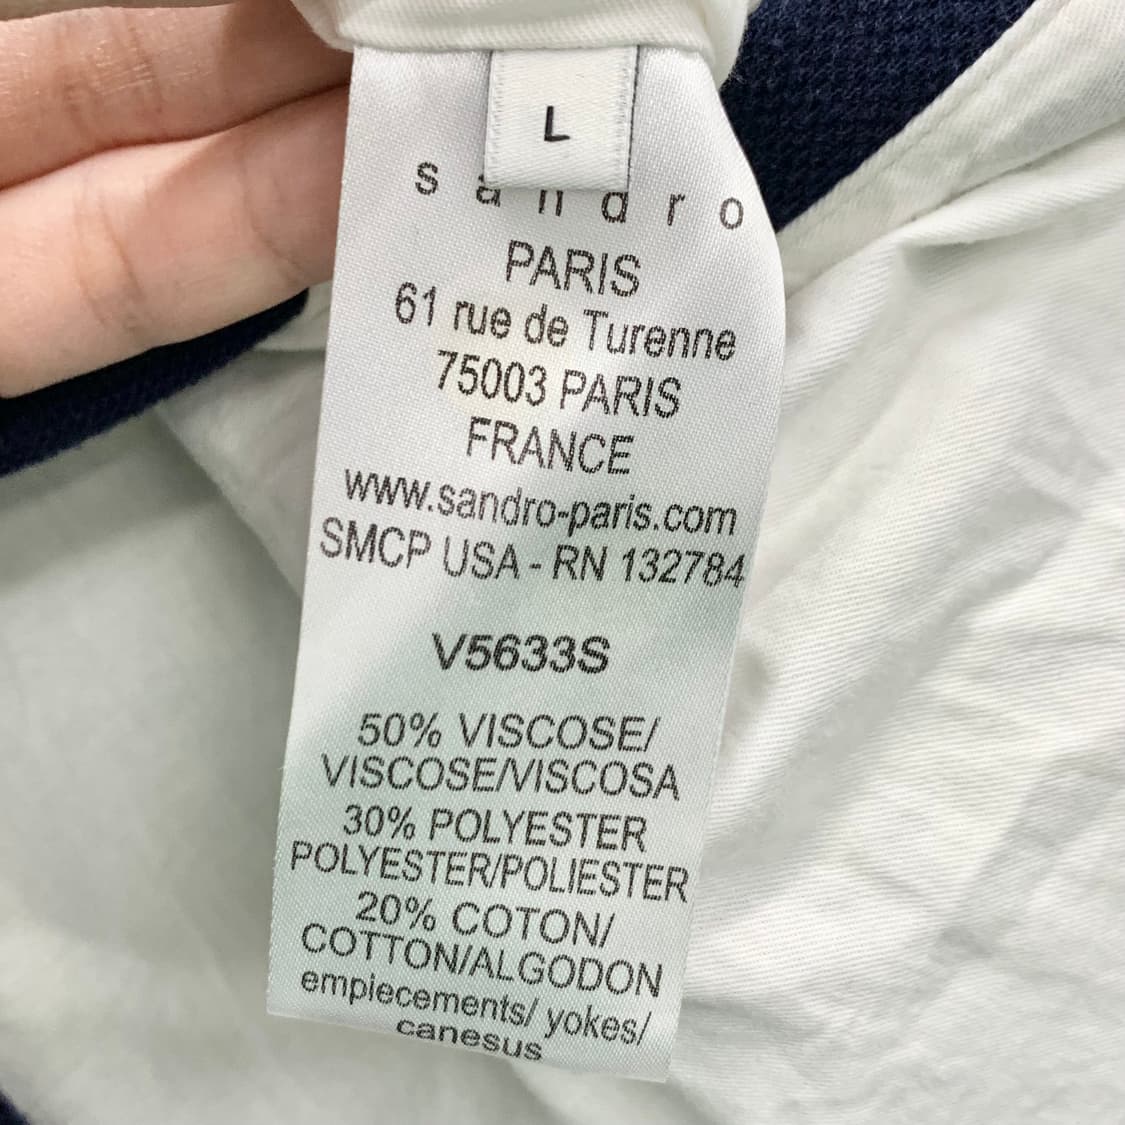 L
sandro
PARIS
61 rue de Turenne
75003 PARIS
FRANCE
www.sandro-paris.com
SMCP USA - RN 132784
V5633S
50% VISCOSE/
VISCOSE/VISCOSA
30% POLYESTER
POLYESTER/POLIESTER
20% COTON/
COTTON/ALGODON
empiecements/ yokes/
canesus